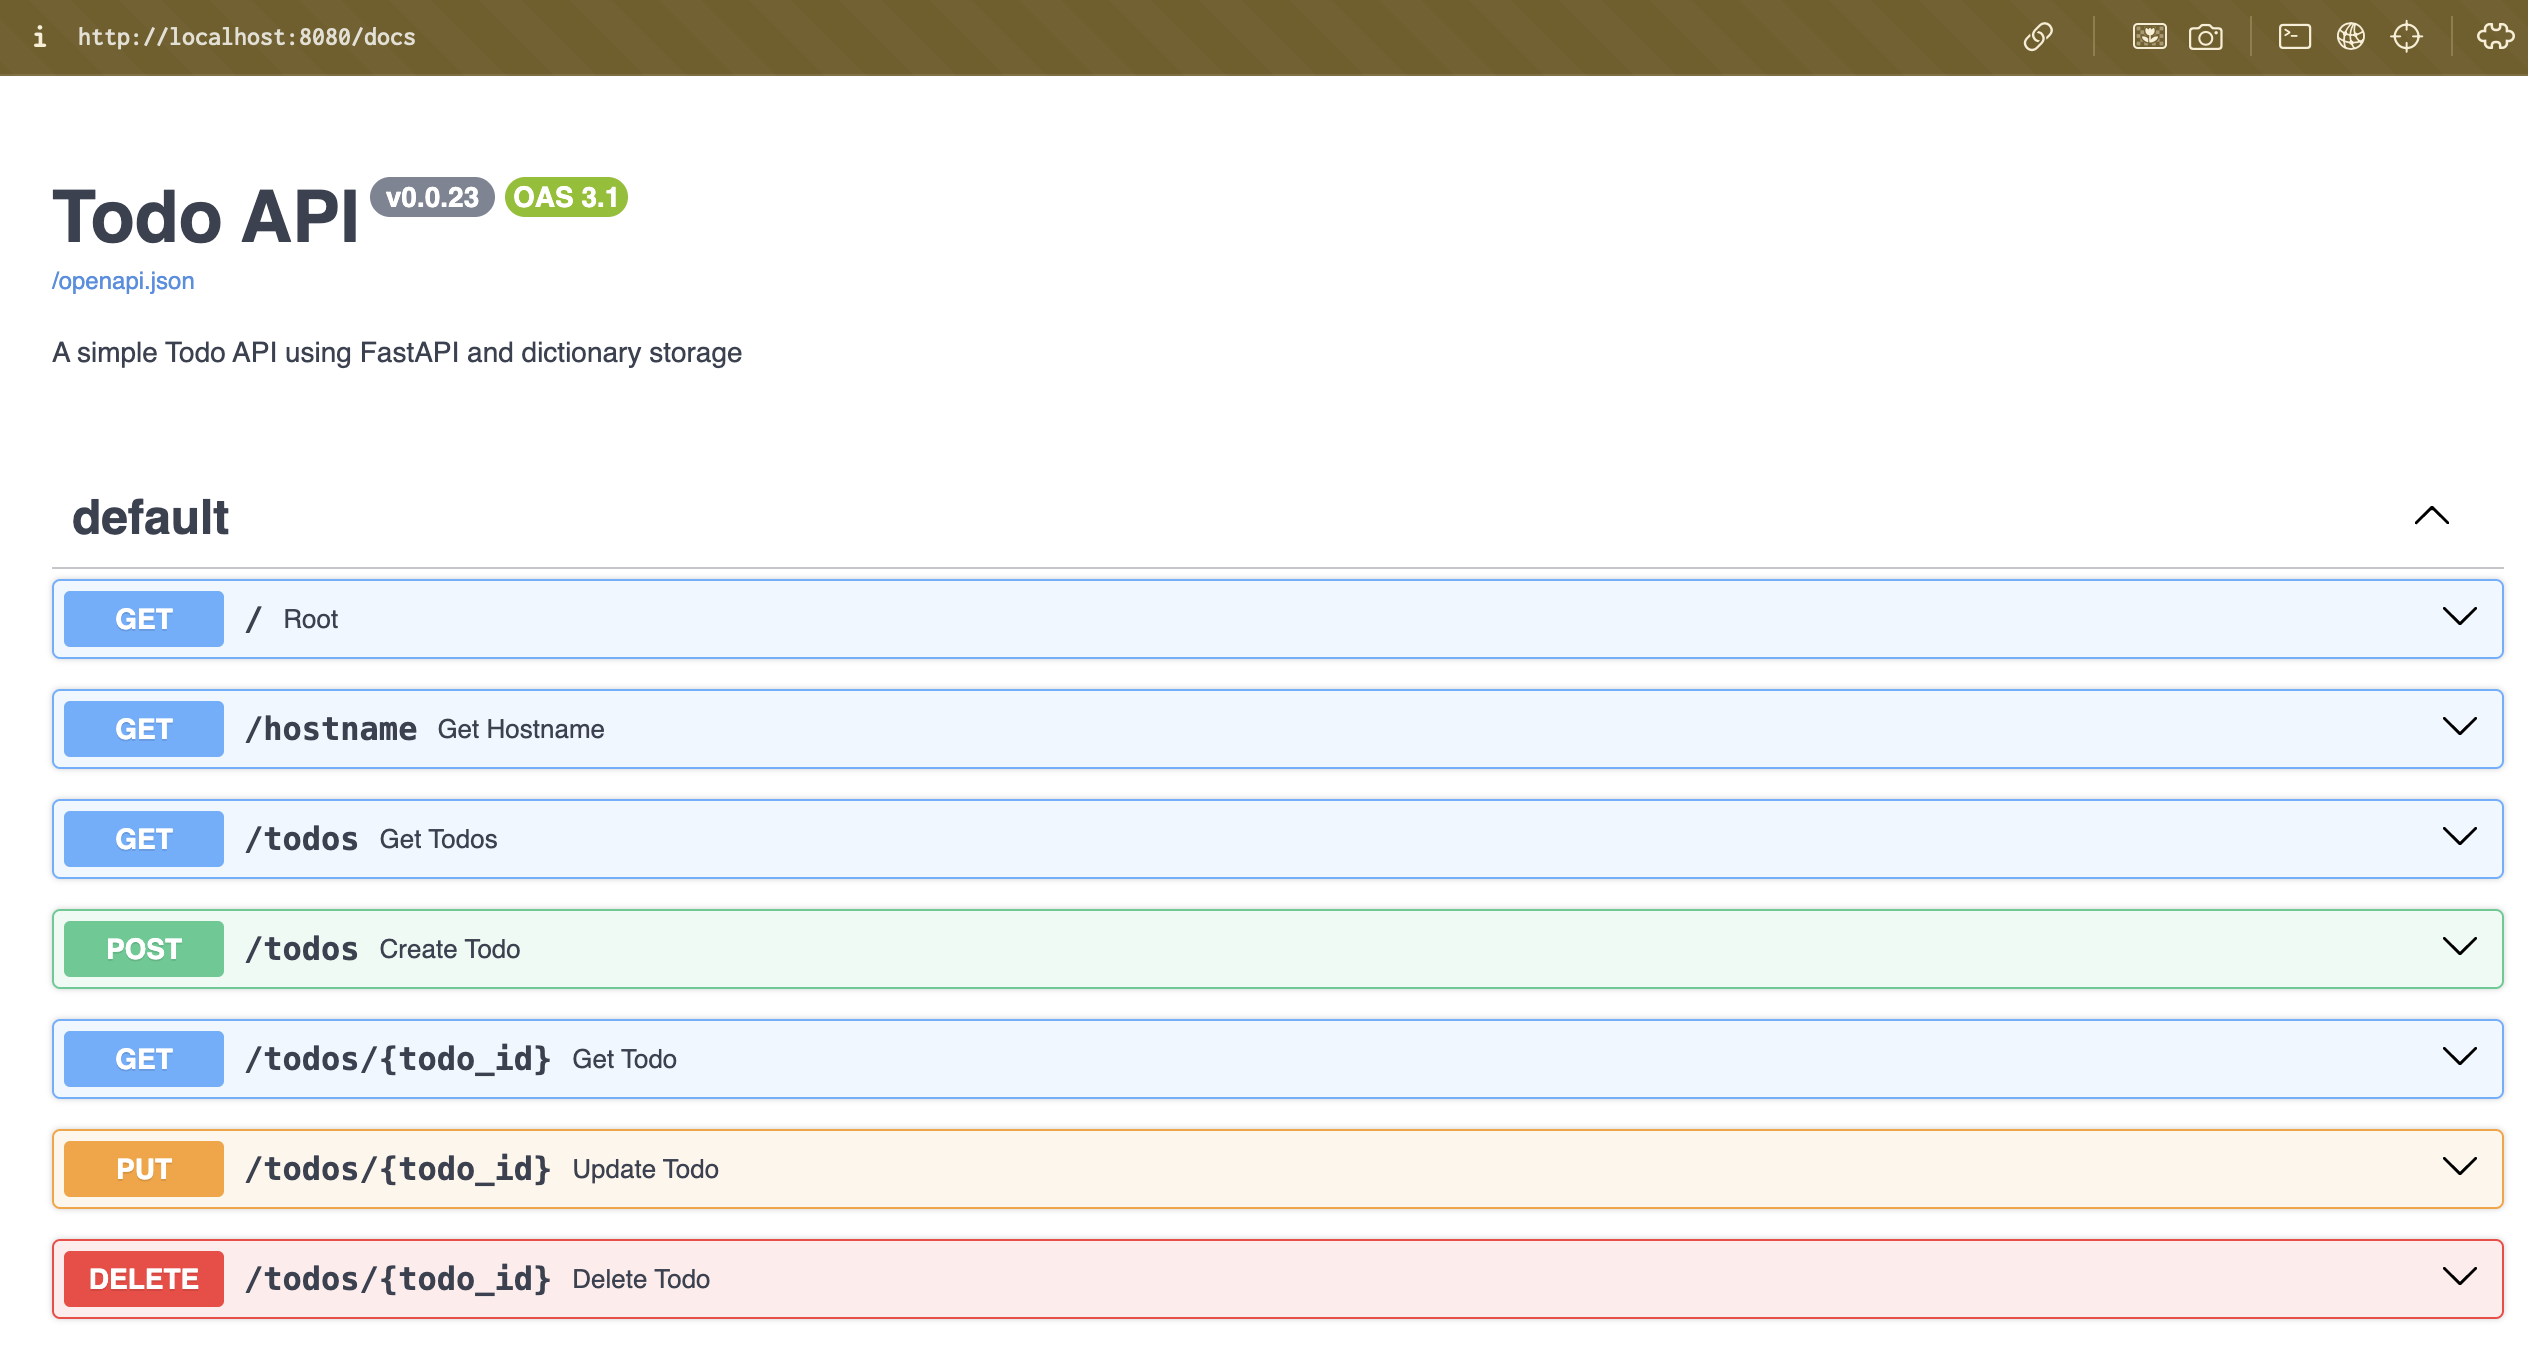 i http://localhost:8080/docs
Todo API v0.0.23 OAS 3.1
/openapi.json
A simple Todo API using FastAPI and dictionary storage
default
GET / Root
GET /hostname Get Hostname
GET /todos Get Todos
POST /todos Create Todo
GET /todos/{todo_id} Get Todo
PUT /todos/{todo_id} Update Todo
DELETE /todos/{todo_id} Delete Todo